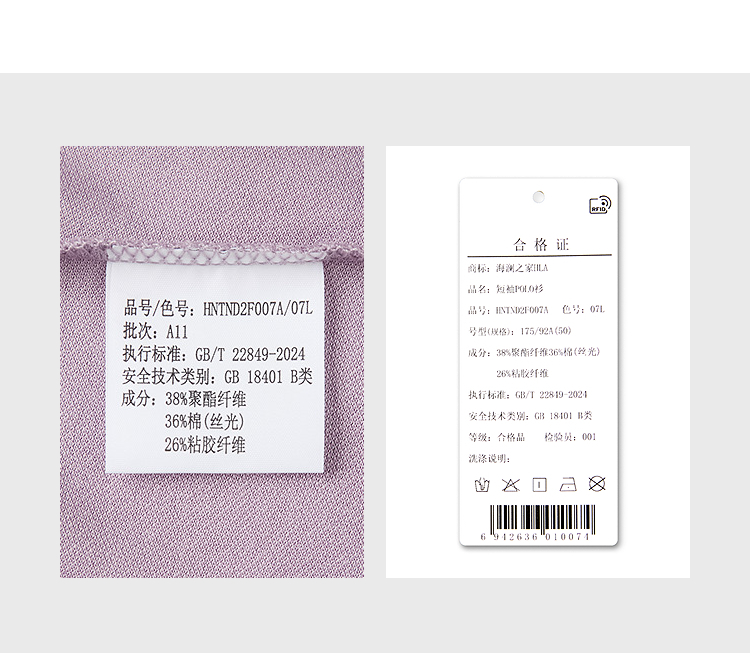 品号/色号: HNTND2F007A/07L
批次: A11
执行标准: GB/T 22849-2024
安全技术类别: GB 18401 B类
成分: 38%聚酯纤维
36%棉(丝光)
26%粘胶纤维
RFID
合格证
商标: 海澜之家HLA
品名: 短袖POLO衫
品号: HNTND2F007A 色号: 07L
号型(规格): 175/92A(50)
成分: 38%聚酯纤维36%棉(丝光)
26%粘胶纤维
执行标准: GB/T 22849-2024
安全技术类别: GB 18401 B类
等级: 合格品 检验员: 001
洗涤说明:
6 942636 010074